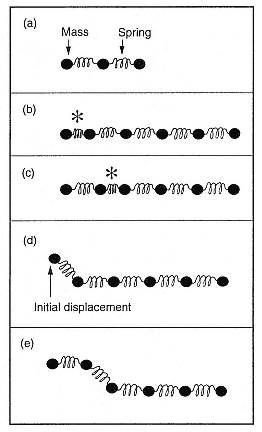 (a)
Mass Spring
(b)
*
(c)
*
(d)
Initial displacement
(e)